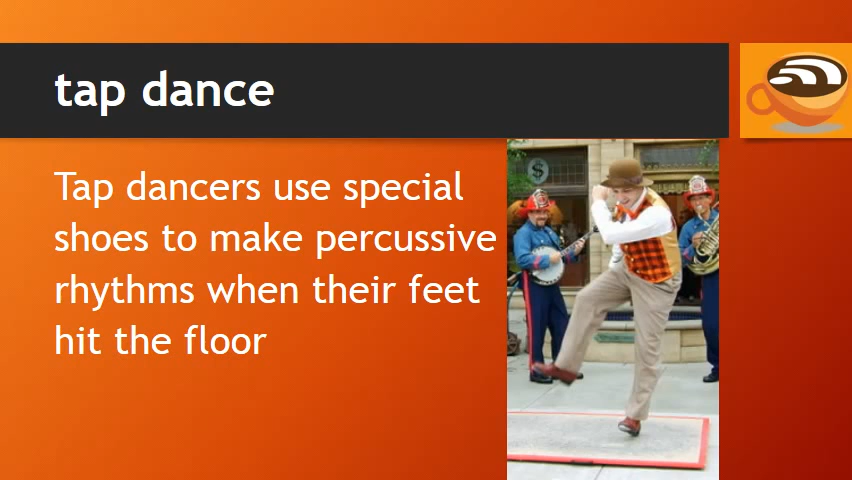 tap dance
Tap dancers use special
shoes to make percussive
rhythms when their feet
hit the floor
$